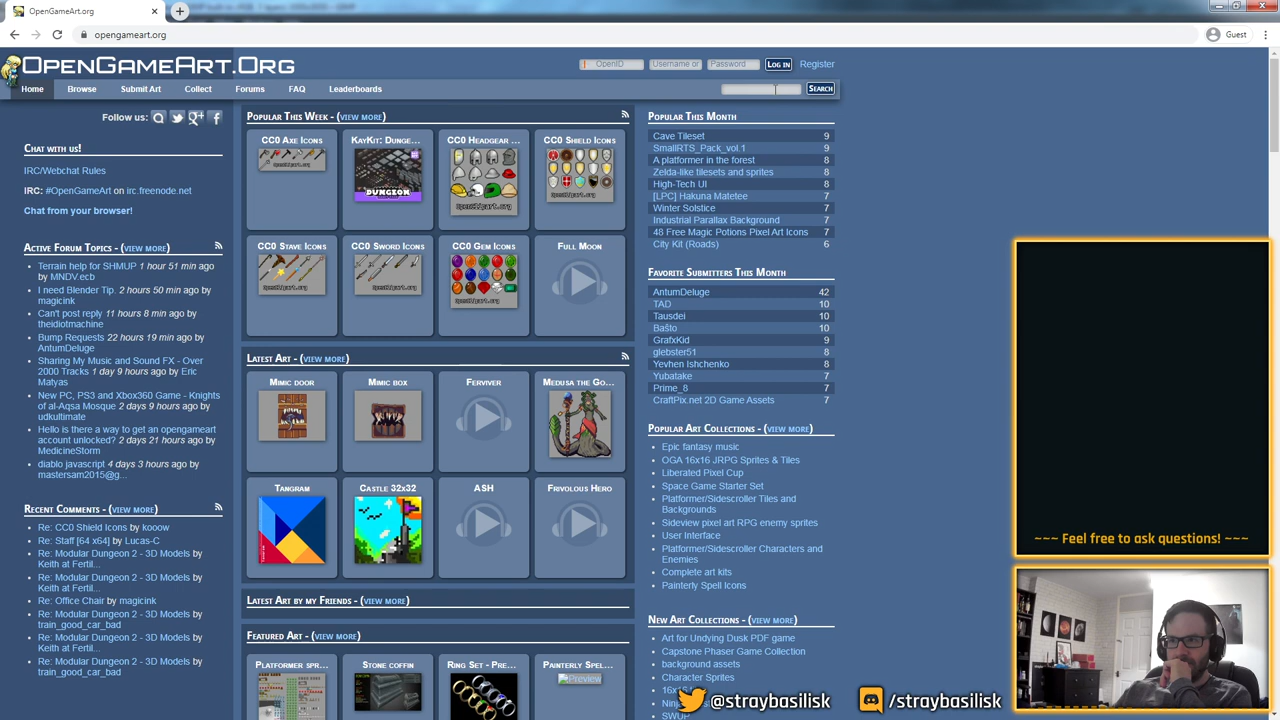 OpenGameArt.org
opengameart.org
Guest
OpenGameArt.Org
OpenID
Username or
Password
Log in
Register
Home
Browse
Submit Art
Collect
Forums
FAQ
Leaderboards
Search
Follow us:
Chat with us!
IRC/Webchat Rules
IRC: #OpenGameArt on irc.freenode.net
Chat from your browser!
Active Forum Topics - (view more)
Terrain help for SHMUP 1 hour 51 min ago
by MNDV.ecb
I need Blender Tip. 2 hours 50 min ago by
magicink
Can't post reply 11 hours 8 min ago by
theidiotmachine
Bump Requests 22 hours 19 min ago by
AntumDeluge
Sharing My Music and Sound FX - Over
2000 Tracks 1 day 9 hours ago by Eric
Matyas
New PC, PS3 and Xbox360 Game - Knights
of al-Aqsa Mosque 2 days 9 hours ago by
udkultimate
Hello is there a way to get an opengameart
account unlocked? 2 days 21 hours ago by
MedicineStorm
diablo javascript 4 days 3 hours ago by
mastersam2015@g...
Recent Comments - (view more)
Re: CC0 Shield Icons by kooow
Re: Staff [64 x64] by Lucas-C
Re: Modular Dungeon 2 - 3D Models by
Keith at Fertil...
Re: Modular Dungeon 2 - 3D Models by
Keith at Fertil...
Re: Office Chair by magicink
Re: Modular Dungeon 2 - 3D Models by
train_good_car_bad
Re: Modular Dungeon 2 - 3D Models by
Keith at Fertil...
Re: Modular Dungeon 2 - 3D Models by
train_good_car_bad
Popular This Week - (view more)
CC0 Axe Icons
KayKit: Dunge...
CC0 Headgear ...
CC0 Shield Icons
DUNGEON
CC0 Stave Icons
CC0 Sword Icons
CC0 Gem Icons
Full Moon
Latest Art - (view more)
Mimic door
Mimic box
Ferviver
Medusa the Go...
Tangram
Castle 32x32
ASH
Frivolous Hero
Latest Art by my Friends - (view more)
Featured Art - (view more)
Platformer spr...
Stone coffin
Ring Set - Pre...
Painterly Spel...
Preview
Popular This Month
Cave Tileset 9
SmallRTS_Pack_vol.1 9
A platformer in the forest 8
Zelda-like tilesets and sprites 8
High-Tech UI 8
[LPC] Hakuna Matetee 7
Winter Solstice 7
Industrial Parallax Background 7
48 Free Magic Potions Pixel Art Icons 7
City Kit (Roads) 6
Favorite Submitters This Month
AntumDeluge 42
TAD 10
Tausdei 10
Bašto 10
GrafxKid 9
glebster51 8
Yevhen Ishchenko 8
Yubatake 7
Prime_8 7
CraftPix.net 2D Game Assets 7
Popular Art Collections - (view more)
Epic fantasy music
OGA 16x16 JRPG Sprites & Tiles
Liberated Pixel Cup
Space Game Starter Set
Platformer/Sidescroller Tiles and
Backgrounds
Sideview pixel art RPG enemy sprites
User Interface
Platformer/Sidescroller Characters and
Enemies
Complete art kits
Painterly Spell Icons
New Art Collections - (view more)
Art for Undying Dusk PDF game
Capstone Phaser Game Collection
background assets
Character Sprites
~~~ Feel free to ask questions! ~~~
@straybasilisk
/straybasilisk